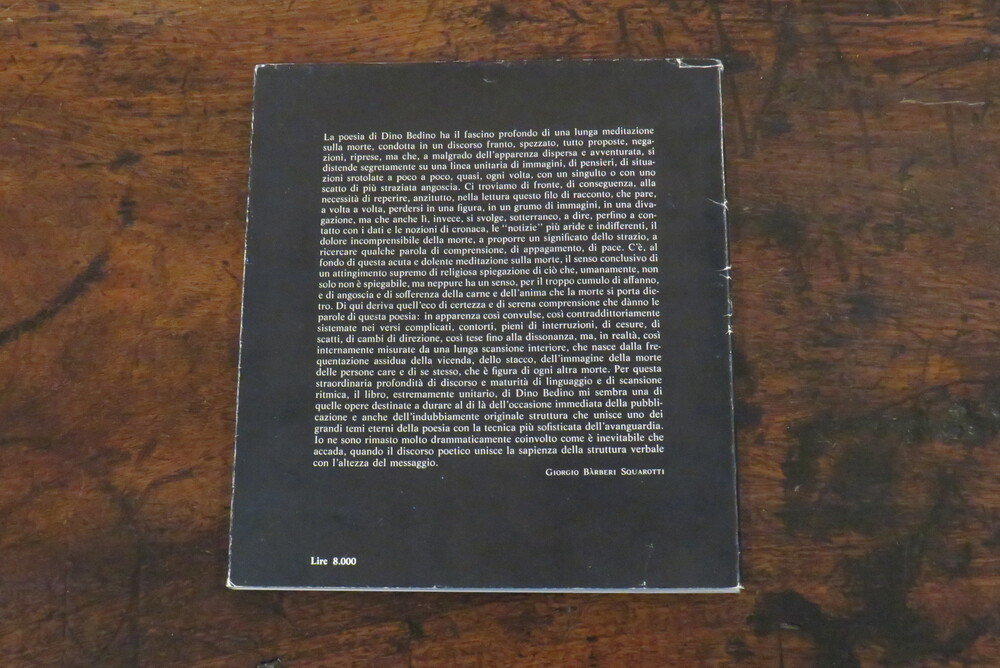 La poesia di Dino Bedino ha il fascino profondo di una lunga meditazione
sulla morte, condotta in un discorso franto, spezzato, tutto proposte, nega-
zioni, riprese, ma che, a malgrado dell'apparenza dispersa e avventurata, si
distende segretamente su una linea unitaria di immagini, di pensieri, di situa-
zioni srotolate a poco a poco, quasi, ogni volta, con un singulto o con uno
scatto di più straziata angoscia. Ci troviamo di fronte, di conseguenza, alla
necessità di reperire, anzitutto, nella lettura questo filo di racconto, che pare,
a volta a volta, perdersi in una figura, in un grumo di immagini, in una diva-
gazione, ma che anche lì, invece, si svolge, sotterraneo, a dire, perfino a con-
tatto con i dati e le nozioni di cronaca, le "notizie" più aride e indifferenti, il
dolore incomprensibile della morte, a proporre un significato dello strazio, a
ricercare qualche parola di comprensione, di appagamento, di pace. C'è, al
fondo di questa acuta e dolente meditazione sulla morte, il senso conclusivo di
un attingimento supremo di religiosa spiegazione di ciò che, umanamente, non
solo non è spiegabile, ma neppure ha un senso, per il troppo cumulo di affanno,
e di angoscia e di sofferenza della carne e dell'anima che la morte si porta die-
tro. Di qui deriva quell'eco di certezza e di serena comprensione che dànno le
parole di questa poesia: in apparenza così convulse, così contraddittoriamente
sistemate nei versi complicati, contorti, pieni di interruzioni, di cesure, di
scatti, di cambi di direzione, così tese fino alla dissonanza, ma, in realtà, così
internamente misurate da una lunga scansione interiore, che nasce dalla fre-
quentazione assidua della vicenda, dello stacco, dell'immagine della morte
delle persone care e di se stesso, che è figura di ogni altra morte. Per questa
straordinaria profondità di discorso e maturità di linguaggio e di scansione
ritmica, il libro, estremamente unitario, di Dino Bedino mi sembra una di
quelle opere destinate a durare al di là dell'occasione immediata della pubbli-
cazione e anche dell'indubbiamente originale struttura che unisce uno dei
grandi temi eterni della poesia con la tecnica più sofisticata dell'avanguardia.
Io ne sono rimasto molto drammaticamente coinvolto come è inevitabile che
accada, quando il discorso poetico unisce la sapienza della struttura verbale
con l'altezza del messaggio.
Giorgio Bàrberi Squarotti
Lire 8.000